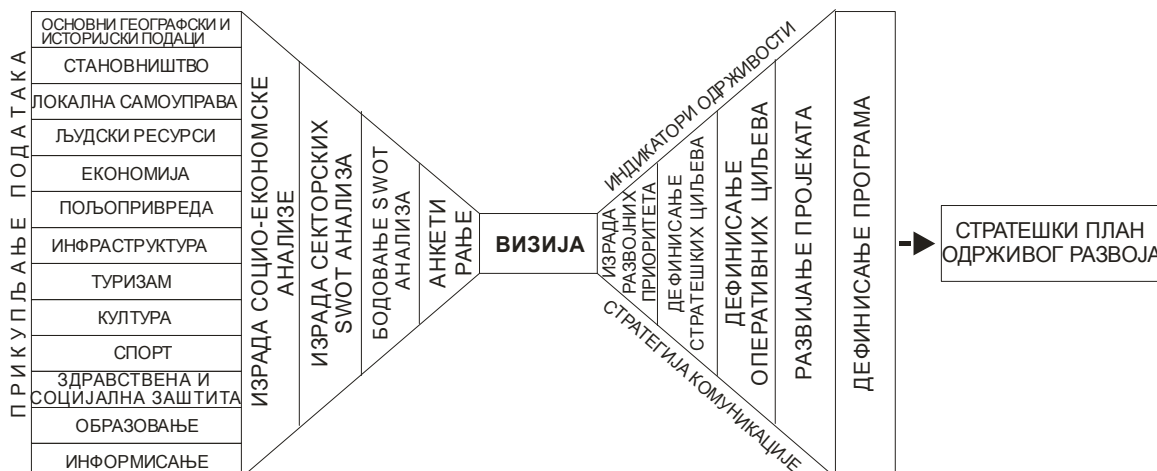 ПРИКУПЉАЊЕ ПОДАТАКА
ОСНОВНИ ГЕОГРАФСКИ И
ИСТОРИЈСКИ ПОДАЦИ
СТАНОВНИШТВО
ЛОКАЛНА САМОУПРАВА
ЉУДСКИ РЕСУРСИ
ЕКОНОМИЈА
ПОЉОПРИВРЕДА
ИНФРАСТРУКТУРА
ТУРИЗАМ
КУЛТУРА
СПОРТ
ЗДРАВСТВЕНА И
СОЦИЈАЛНА ЗАШТИТА
ОБРАЗОВАЊЕ
ИНФОРМИСАЊЕ
ИЗРАДА СОЦИО-ЕКОНОМСКЕ
АНАЛИЗЕ
ИЗРАДА СЕКТОРСКИХ
SWOT АНАЛИЗА
БОДОВАЊЕ SWOT
АНАЛИЗА
АНКЕТИ
РАЊЕ
ВИЗИЈА
ИНДИКАТОРИ ОДРЖИВОСТИ
ИЗРАДА
РАЗВОЈНИХ
ПРИОРИТЕТА
ДЕФИНИСАЊЕ
СТРАТЕШКИХ ЦИЉЕВА
ДЕФИНИСАЊЕ
ОПЕРАТИВНИХ ЦИЉЕВА
РАЗВИЈАЊЕ ПРОЈЕКАТА
СТРАТЕГИЈА КОМУНИКАЦИЈЕ
ДЕФИНИСАЊЕ ПРОГРАМА
СТРАТЕШКИ ПЛАН
ОДРЖИВОГ РАЗВОЈА